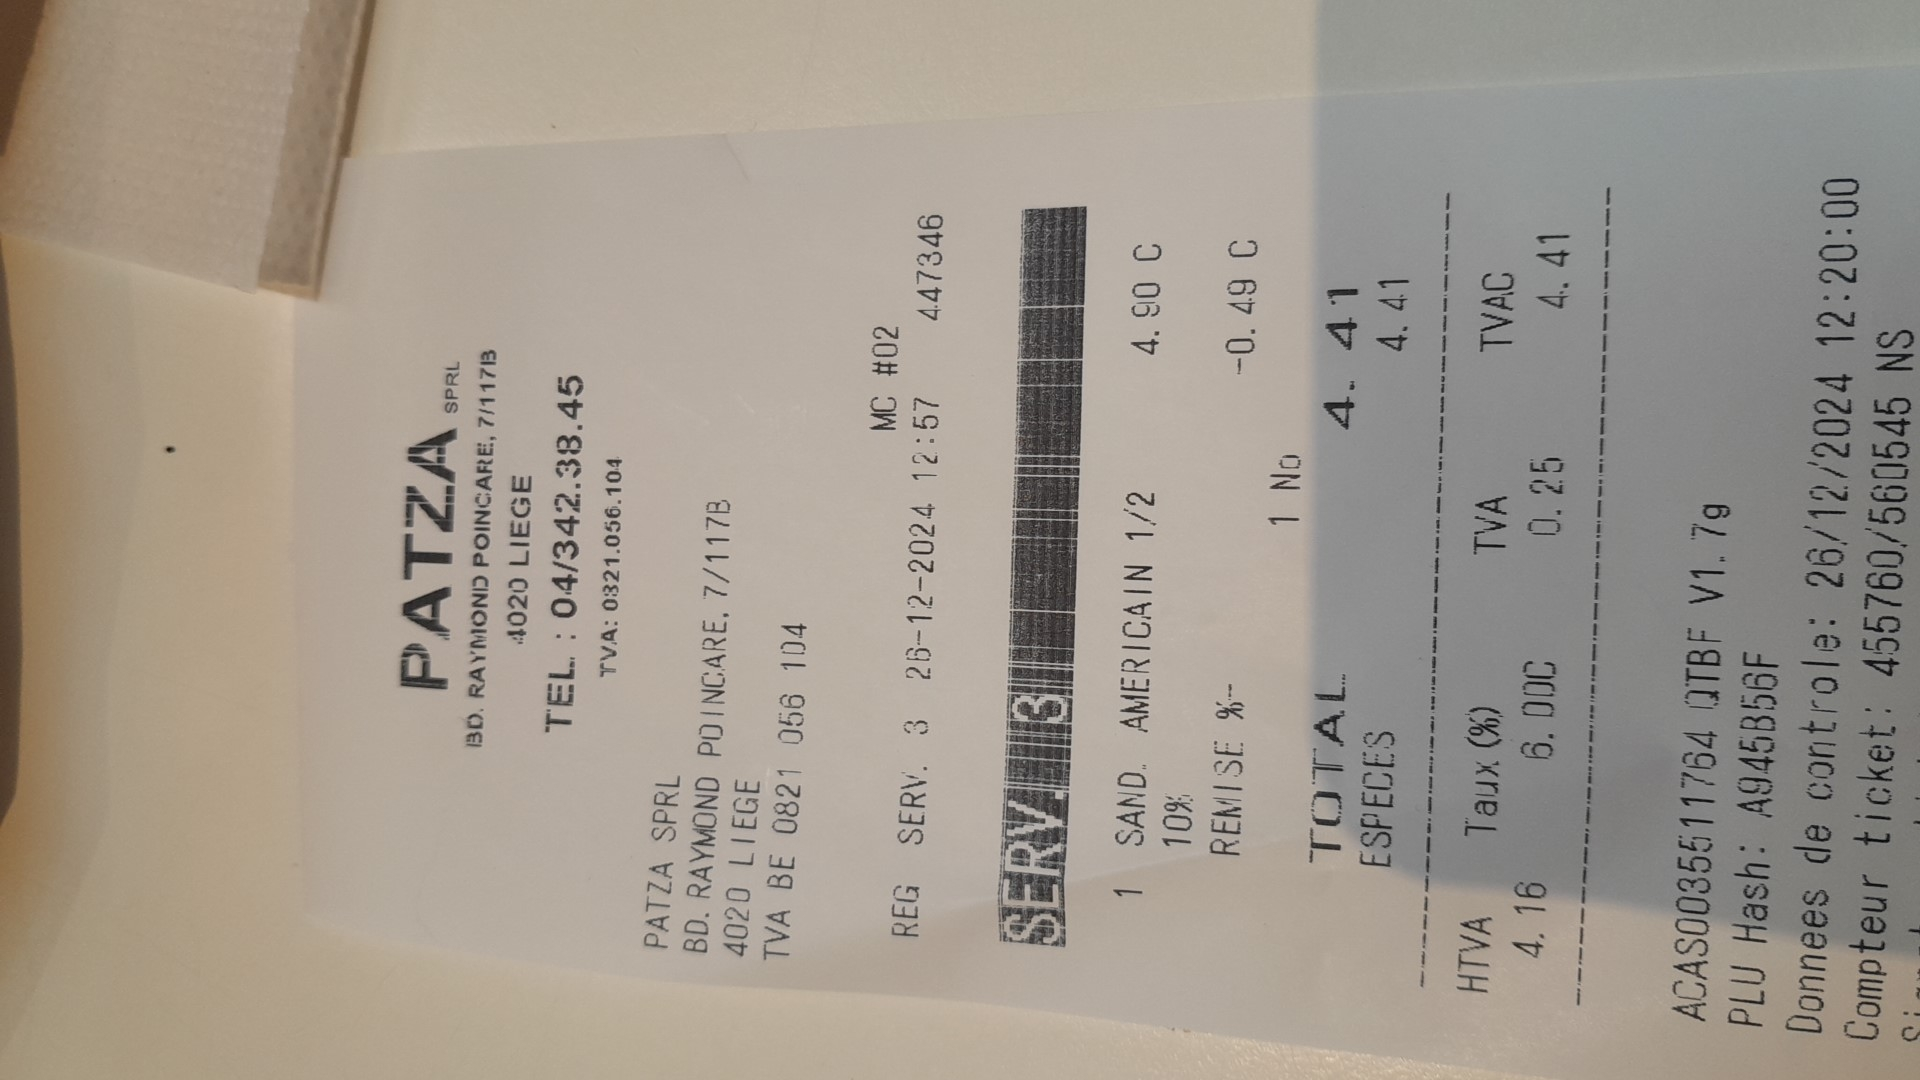 PATZA SPRL
BD. RAYMOND POINCARE, 7/117B
4020 LIEGE
TEL. : 04/342.38.45
TVA: 0821.056.104
PATZA SPRL
BD. RAYMOND POINCARE, 7/117B
4020 LIEGE
TVA BE 0821 056 104
MC #02
REG SERV. 3 26-12-2024 12:57 447346
SERV. 3
1 SAND. AMERICAIN 1/2 4.90 C
10%
REMISE %- -0.49 C
1 No
TOTAL 4.41
ESPECES 4.41
HTVA Taux(%) TVA TVAC
4.16 6.00C 0.25 4.41
ACAS0035511764 QTBF V1.7g
PLU Hash: A945B56F
Donnees de controle: 26/12/2024 12:20:00
Compteur ticket: 455760/560545 NS